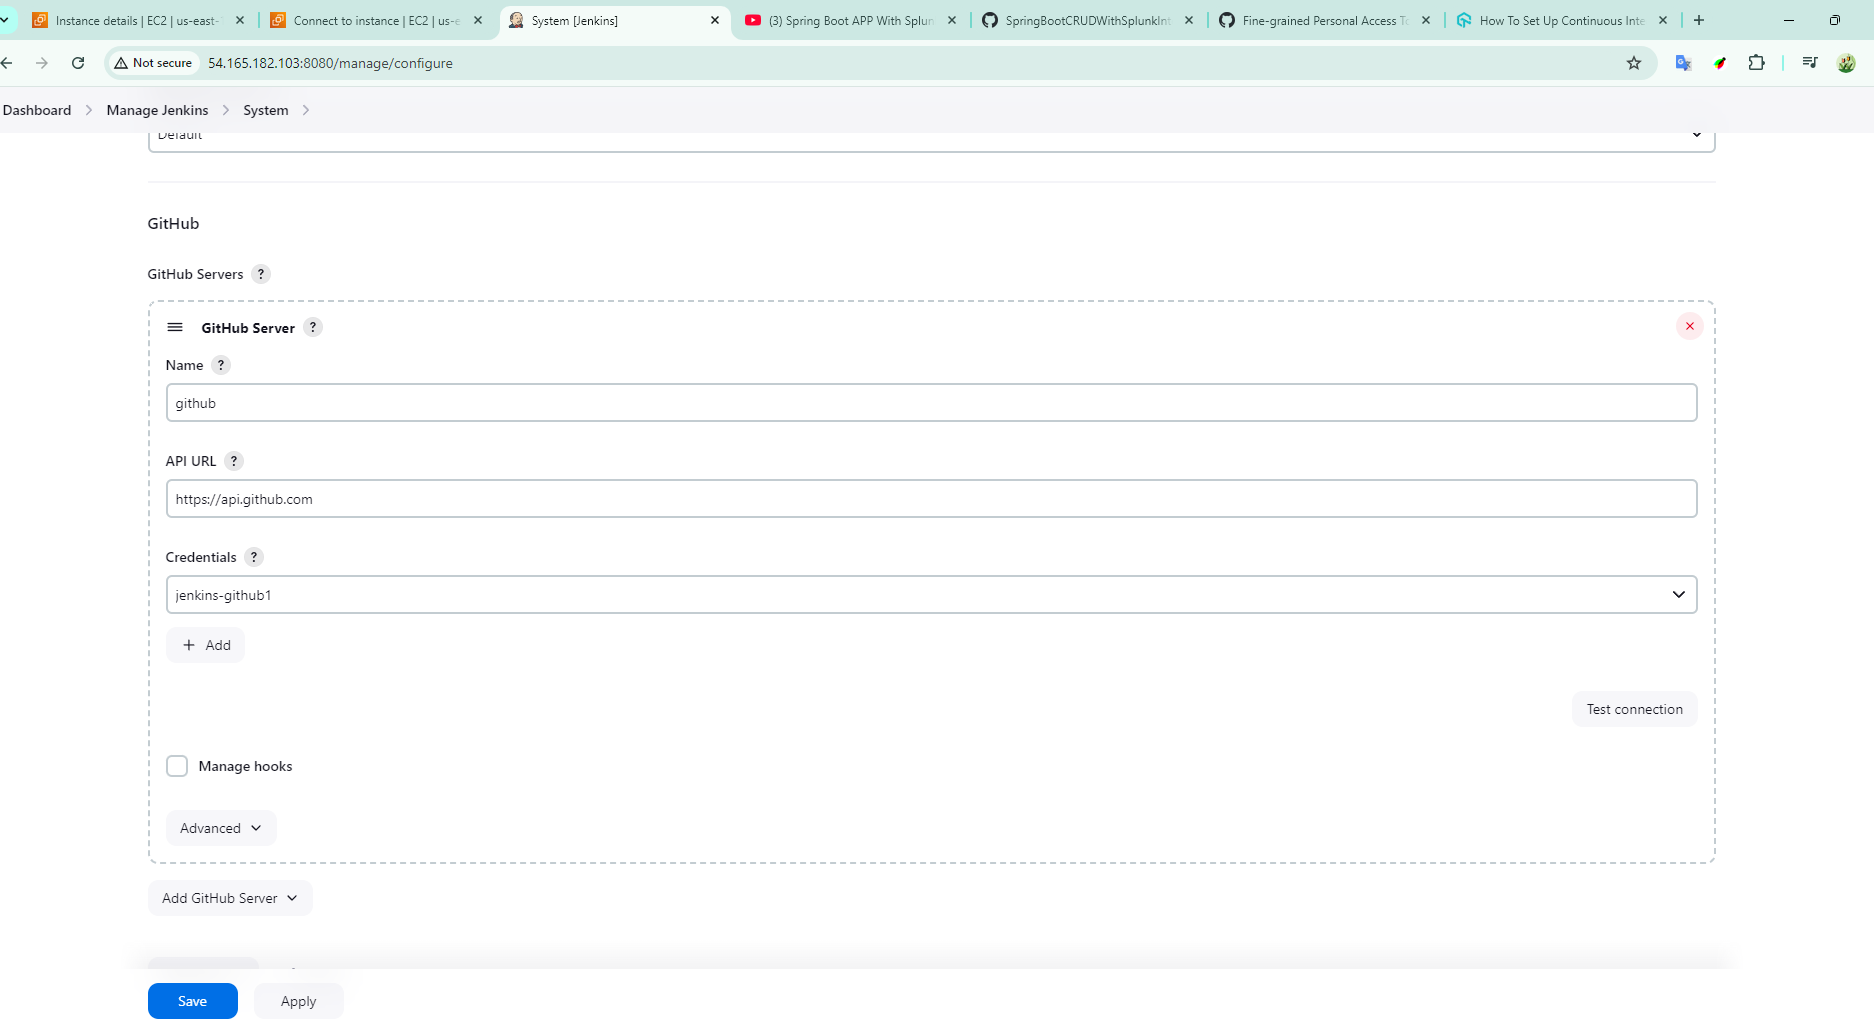 Instance details | EC2 | us-east-
Connect to instance | EC2 | us-e
System [Jenkins]
(3) Spring Boot APP With Splun
SpringBootCRUDWithSplunkInt
Fine-grained Personal Access To
How To Set Up Continuous Inte
Not secure
54.165.182.103:8080/manage/configure
Dashboard
Manage Jenkins
System
Default
GitHub
GitHub Servers ?
GitHub Server ?
Name ?
github
API URL ?
https://api.github.com
Credentials ?
jenkins-github1
+ Add
Test connection
Manage hooks
Advanced
Add GitHub Server
Save
Apply